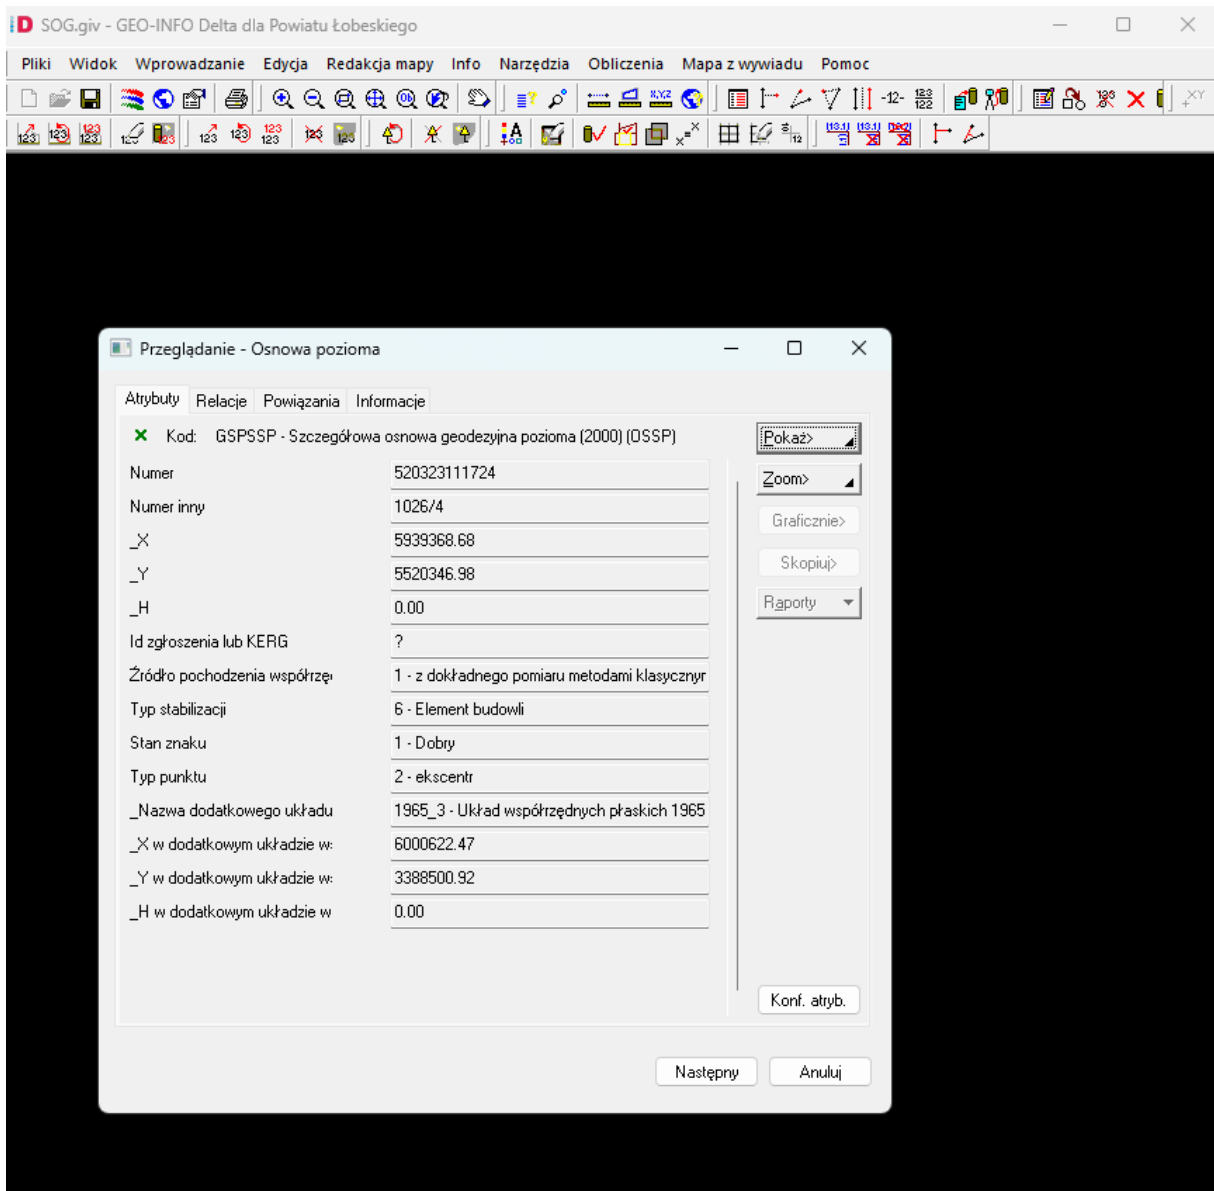 SOG.giv - GEO-INFO Delta dla Powiatu Łobeskiego
Pliki Widok Wprowadzanie Edycja Redakcja mapy Info Narzędzia Obliczenia Mapa z wywiadu Pomoc
Przeglądanie - Osnowa pozioma
Atrybuty Relacje Powiązania Informacje
Kod: GSPSSP - Szczegółowa osnowa geodezyjna pozioma (2000) (OSSP)
Pokaż>
Numer 520323111724
Zoom>
Numer inny 1026/4
Graficznie>
_X 5939368.68
Skopiuj>
_Y 5520346.98
Raporty
_H 0.00
Id zgłoszenia lub KERG ?
Źródło pochodzenia współrzęι 1 - z dokładnego pomiaru metodami klasycznyr
Typ stabilizacji 6 - Element budowli
Stan znaku 1 - Dobry
Typ punktu 2 - ekscentr
_Nazwa dodatkowego układu 1965_3 - Układ współrzędnych płaskich 1965
_X w dodatkowym układzie w: 6000622.47
_Y w dodatkowym układzie w: 3388500.92
_H w dodatkowym układzie w 0.00
Konf. atryb.
Następny Anuluj